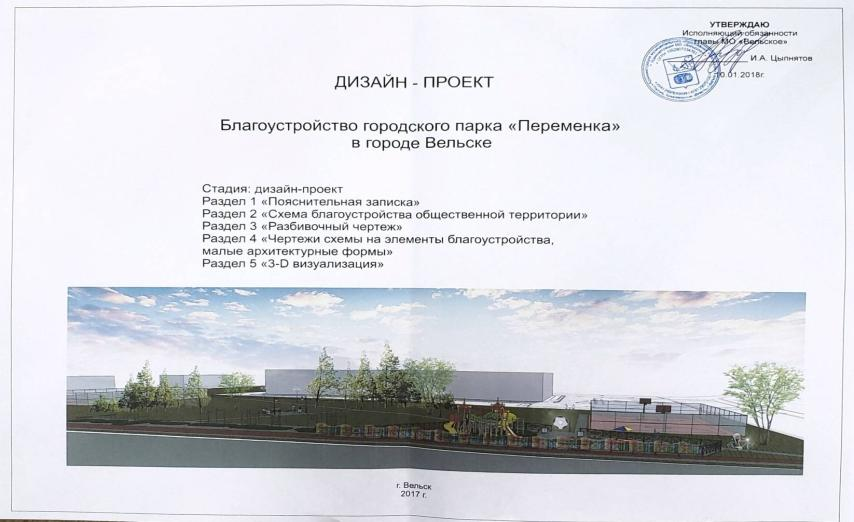 УТВЕРЖДАЮ
Исполняющий обязанности
главы МО «Вельское»
И.А. Цыпнятов
10.01.2018г.
ДИЗАЙН - ПРОЕКТ
Благоустройство городского парка «Переменка»
в городе Вельске
Стадия: дизайн-проект
Раздел 1 «Пояснительная записка»
Раздел 2 «Схема благоустройства общественной территории»
Раздел 3 «Разбивочный чертеж»
Раздел 4 «Чертежи схемы на элементы благоустройства,
малые архитектурные формы»
Раздел 5 «3-D визуализация»
г. Вельск
2017 г.